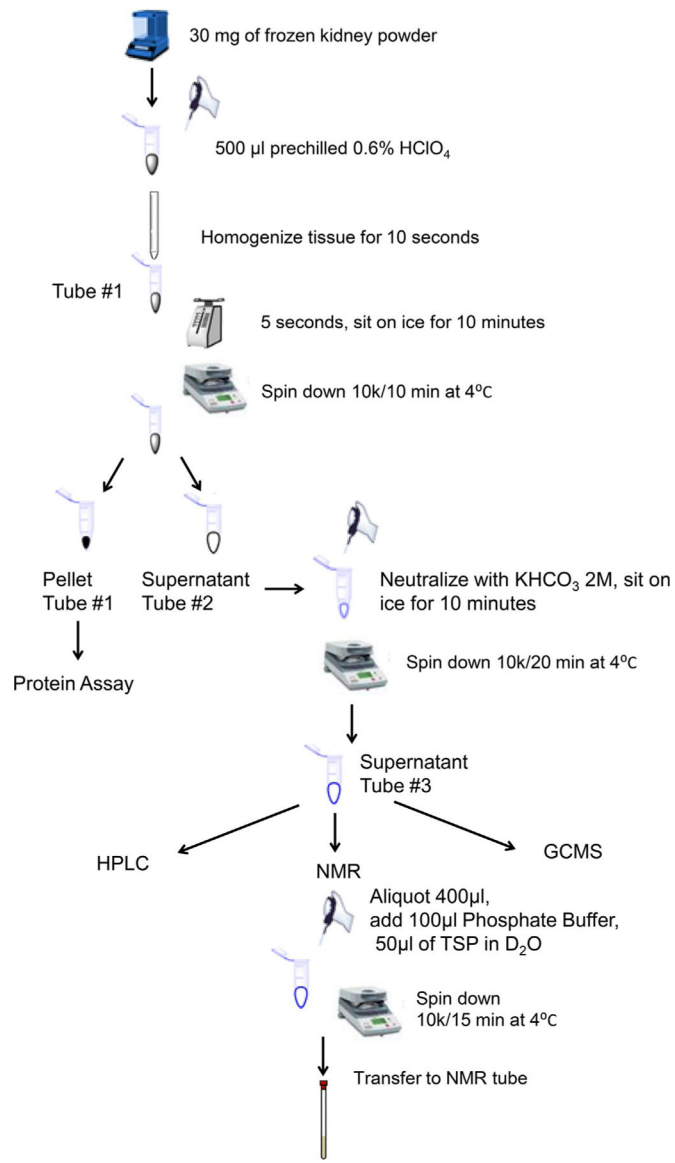 30 mg of frozen kidney powder
500 µl prechilled 0.6% HClO₄
Homogenize tissue for 10 seconds
Tube #1
5 seconds, sit on ice for 10 minutes
Spin down 10k/10 min at 4⁰C
Pellet
Tube #1
Supernatant
Tube #2
Neutralize with KHCO₃ 2M, sit on
ice for 10 minutes
Protein Assay
Spin down 10k/20 min at 4⁰C
Supernatant
Tube #3
HPLC
NMR
GCMS
Aliquot 400µl,
add 100µl Phosphate Buffer,
50µl of TSP in D₂O
Spin down
10k/15 min at 4⁰C
Transfer to NMR tube